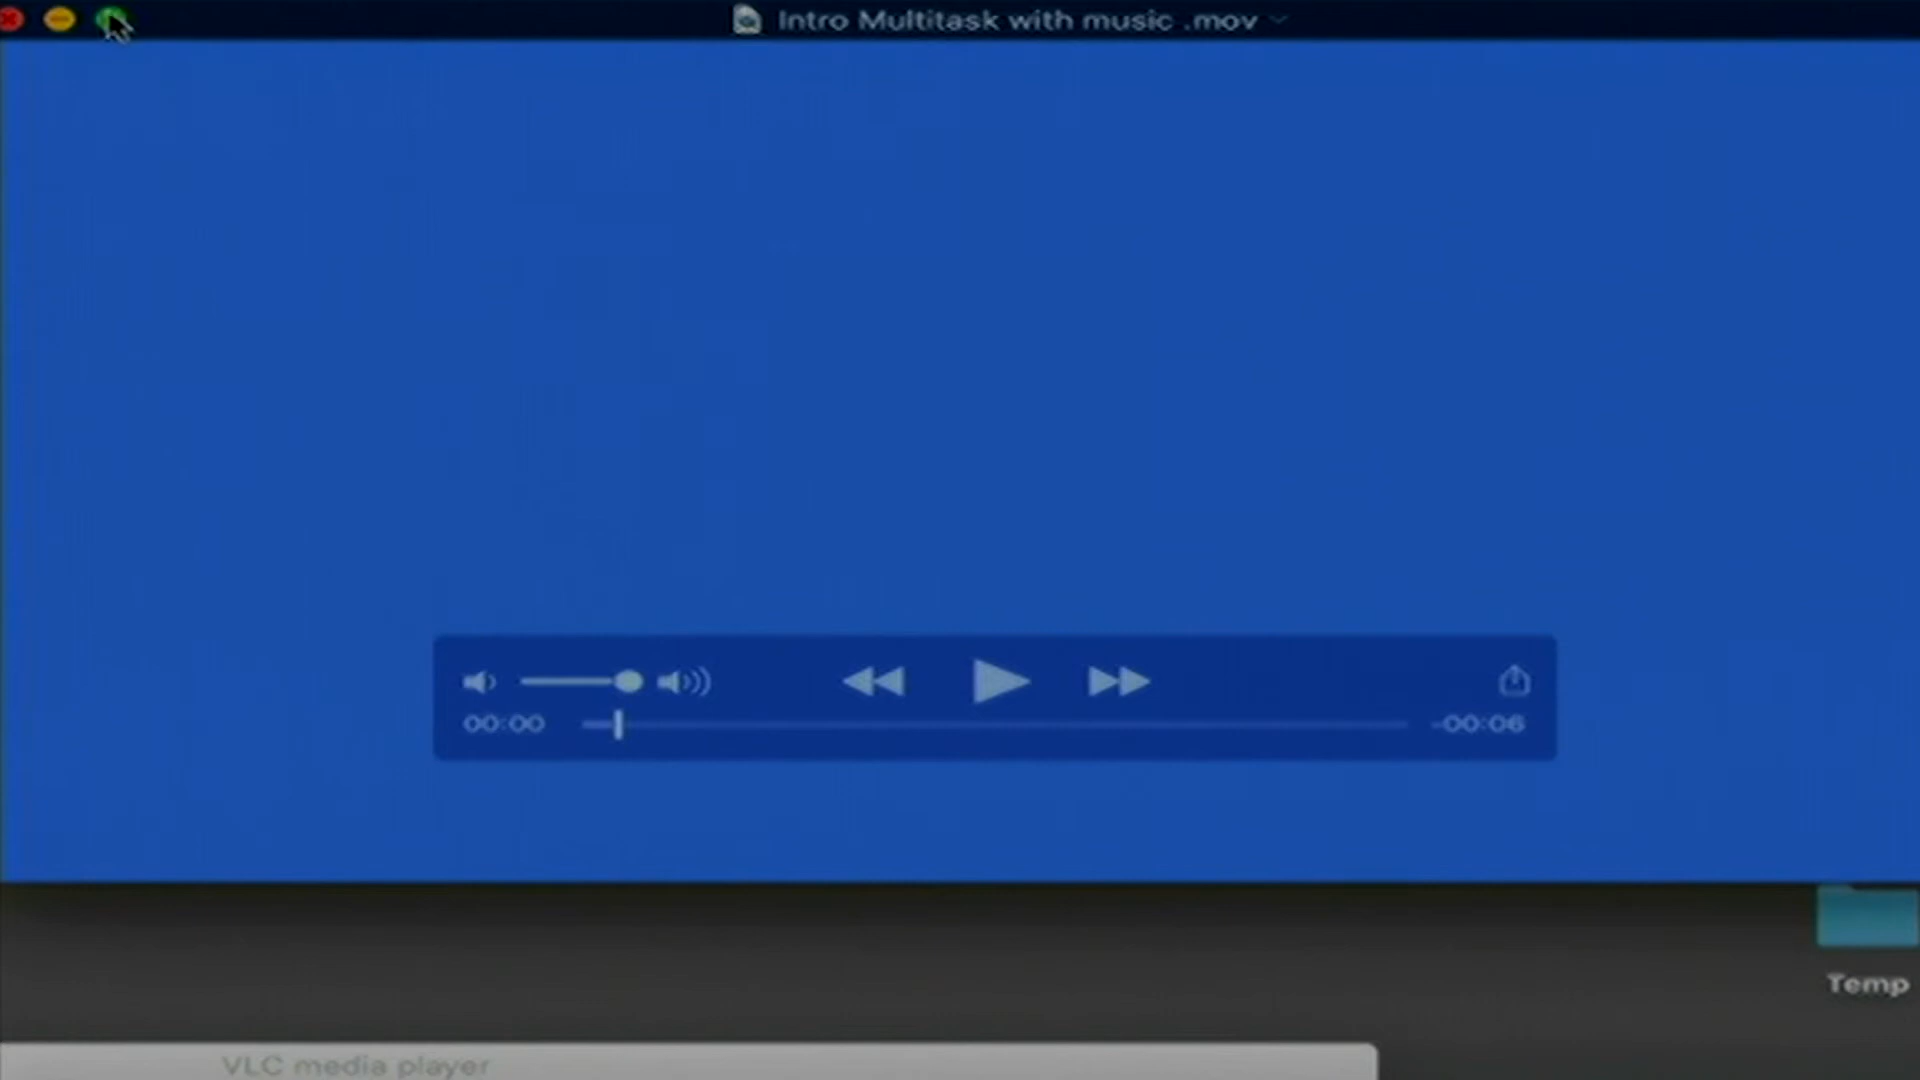 Intro Multitask with music .mov
00:00
-00:06
Temp
VLC media player